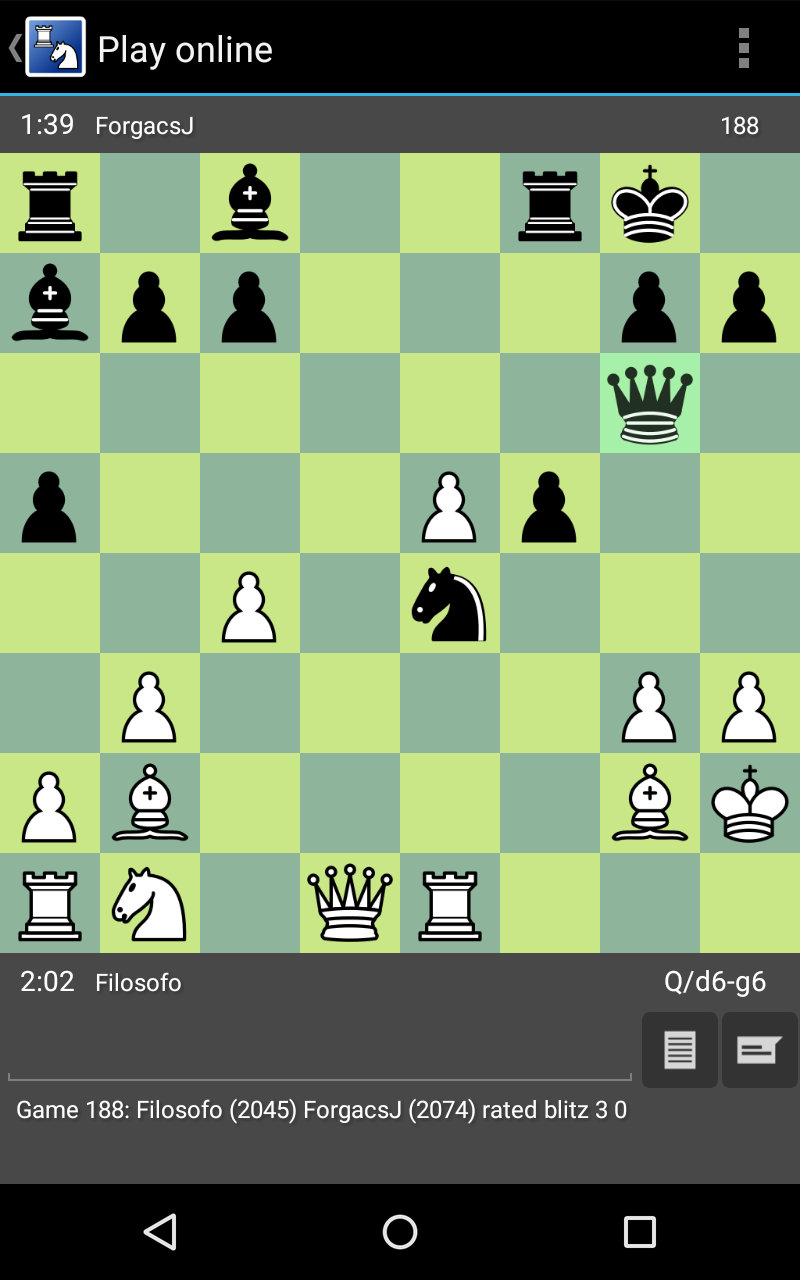 Play online
1:39 ForgacsJ 188
2:02 Filosofo Q/d6-g6
Game 188: Filosofo (2045) ForgacsJ (2074) rated blitz 3 0